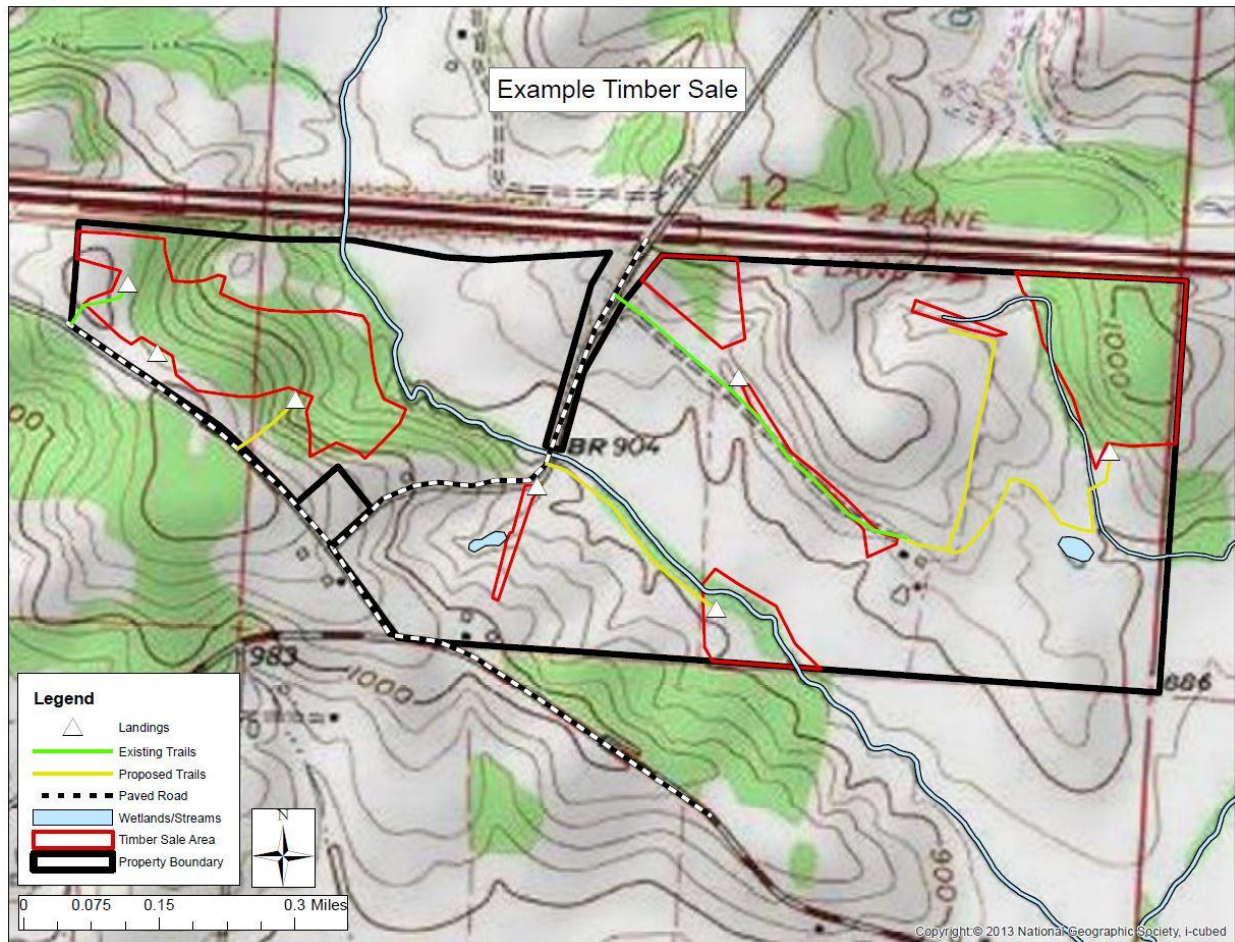 Example Timber Sale
12
2 LANE
2 LANE
1000
BR 904
00
983
1000
886
900
Legend
Landings
Existing Trails
Proposed Trails
Paved Road
Wetlands/Streams
Timber Sale Area
Property Boundary
N
0 0.075 0.15 0.3 Miles
Copyright:© 2013 National Geographic Society, i-cubed